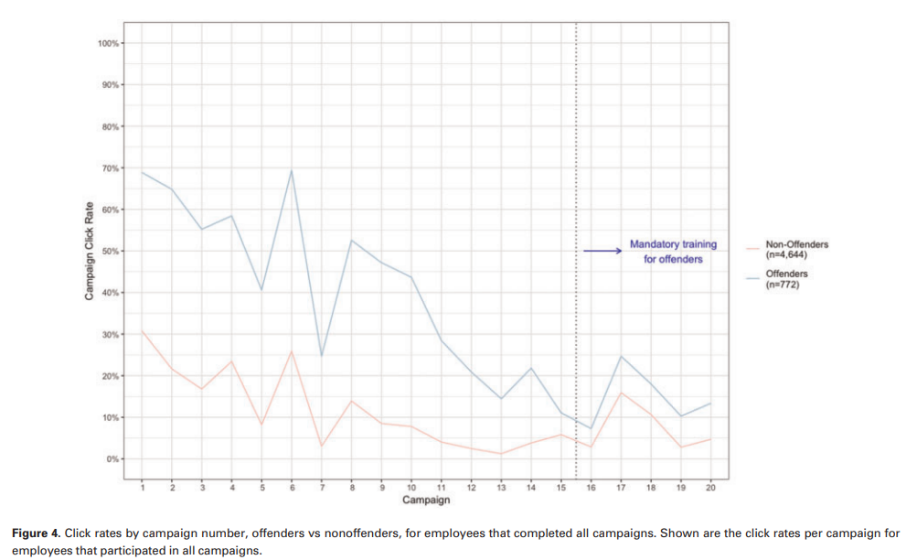 100%
90%
80%
70%
60%
50%
40%
30%
20%
10%
0%
Campaign Click Rate
Mandatory training
for offenders
Non-Offenders
(n=4,644)
Offenders
(n=772)
1 2 3 4 5 6 7 8 9 10 11 12 13 14 15 16 17 18 19 20
Campaign
Figure 4. Click rates by campaign number, offenders vs nonoffenders, for employees that completed all campaigns. Shown are the click rates per campaign for
employees that participated in all campaigns.